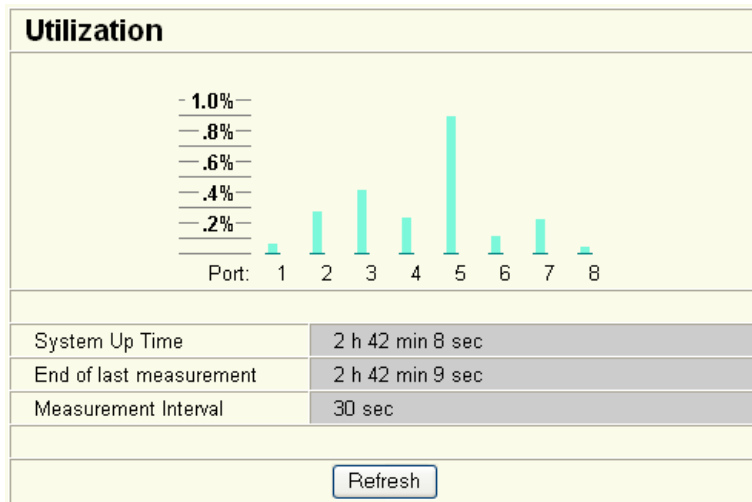 Utilization
1.0%
.8%
.6%
.4%
.2%
Port: 1 2 3 4 5 6 7 8
System Up Time 2 h 42 min 8 sec
End of last measurement 2 h 42 min 9 sec
Measurement Interval 30 sec
Refresh